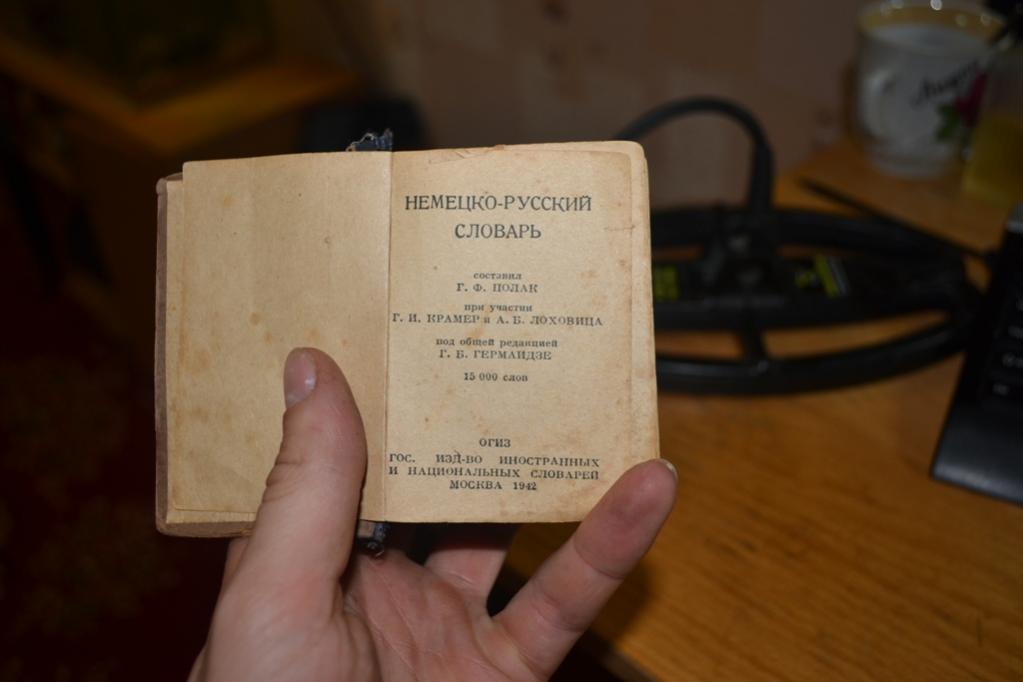 НЕМЕЦКО-РУССКИЙ
СЛОВАРЬ
составил
Г. Ф. ПОЛАК
при участии
Г. И. КРАМЕР и А. Б. ЛОХОВИЦА
под общей редакцией
Г. Б. ГЕРМАИДЗЕ
15 000 слов
ОГИЗ
ГОС. ИЗД-ВО ИНОСТРАННЫХ
И НАЦИОНАЛЬНЫХ СЛОВАРЕЙ
МОСКВА 1942